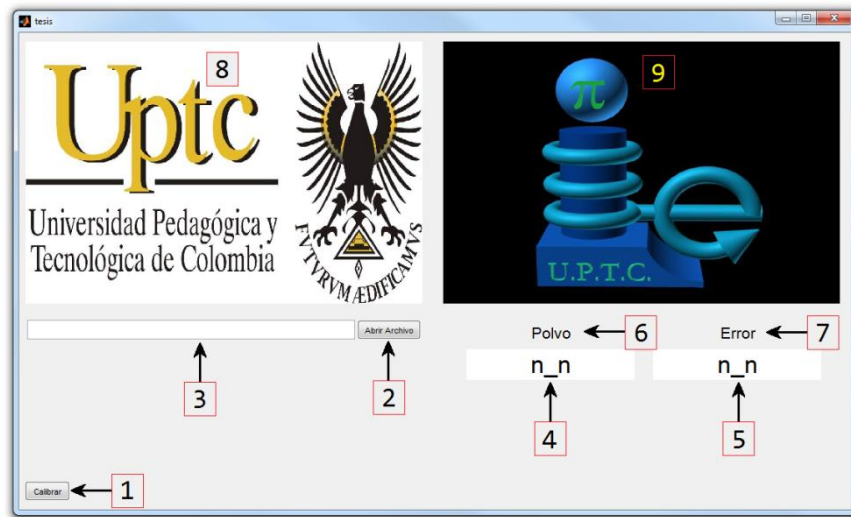 tesis
8
Uptc
Universidad Pedagógica y
Tecnológica de Colombia
FVTVRVM ÆDIFICAMVS
9
π
e
U.P.T.C.
Abrir Archivo
3
2
Polvo
6
Error
7
n_n
n_n
4
5
Calibrar
1